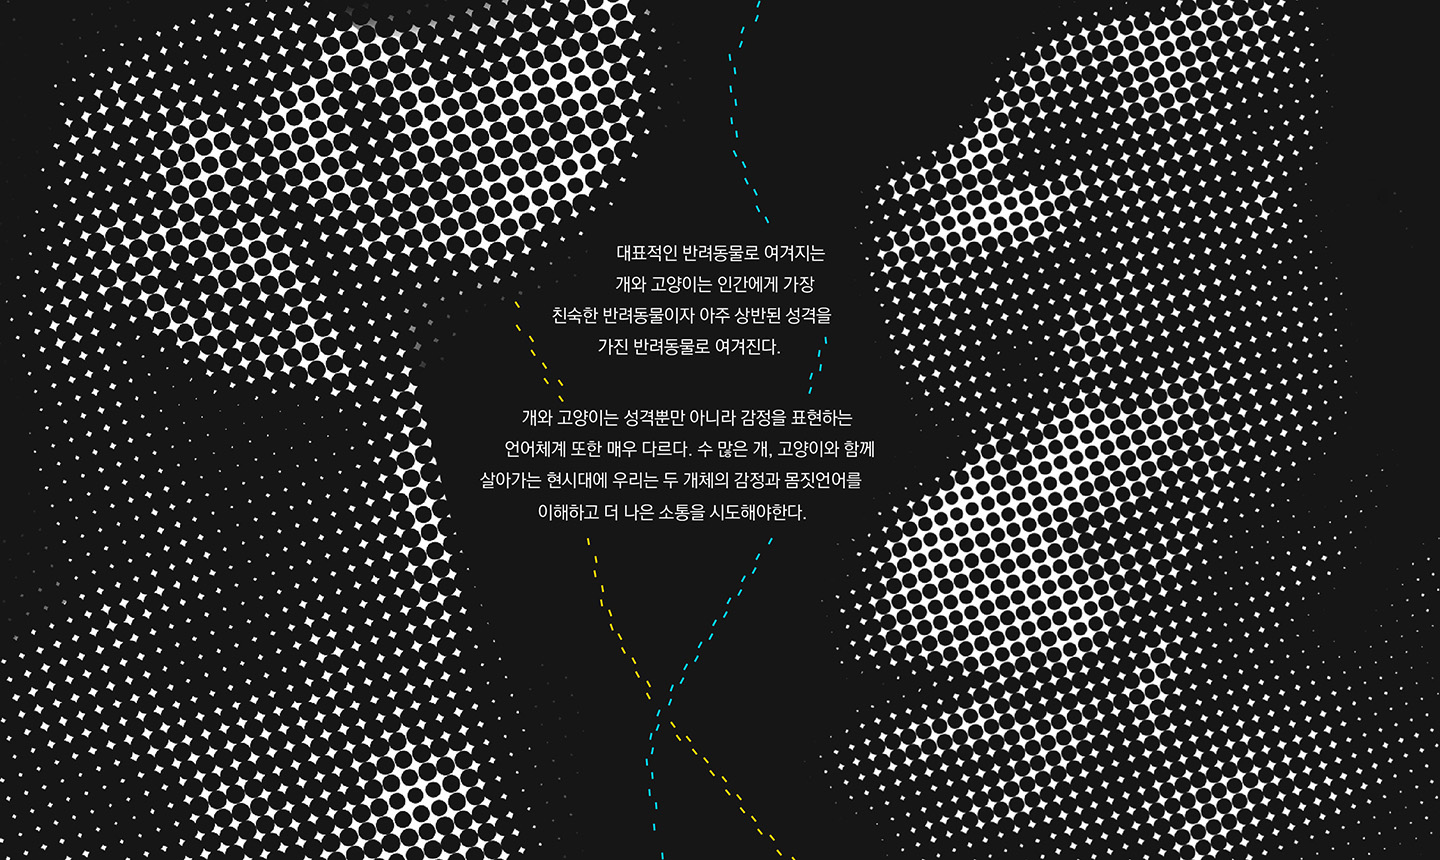 대표적인 반려동물로 여겨지는
개와 고양이는 인간에게 가장
친숙한 반려동물이자 아주 상반된 성격을
가진 반려동물로 여겨진다.
개와 고양이는 성격뿐만 아니라 감정을 표현하는
언어체계 또한 매우 다르다. 수 많은 개, 고양이와 함께
살아가는 현시대에 우리는 두 개체의 감정과 몸짓언어를
이해하고 더 나은 소통을 시도해야한다.